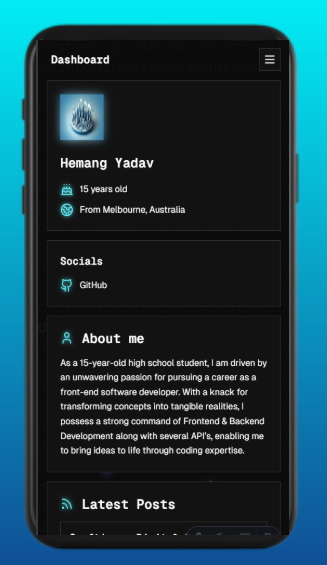 Dashboard
Hemang Yadav
15 years old
From Melbourne, Australia
Socials
GitHub
About me
As a 15-year-old high school student, I am driven by
an unwavering passion for pursuing a career as a
front-end software developer. With a knack for
transforming concepts into tangible realities, I
possess a strong command of Frontend & Backend
Development along with several API's, enabling me
to bring ideas to life through coding expertise.
Latest Posts